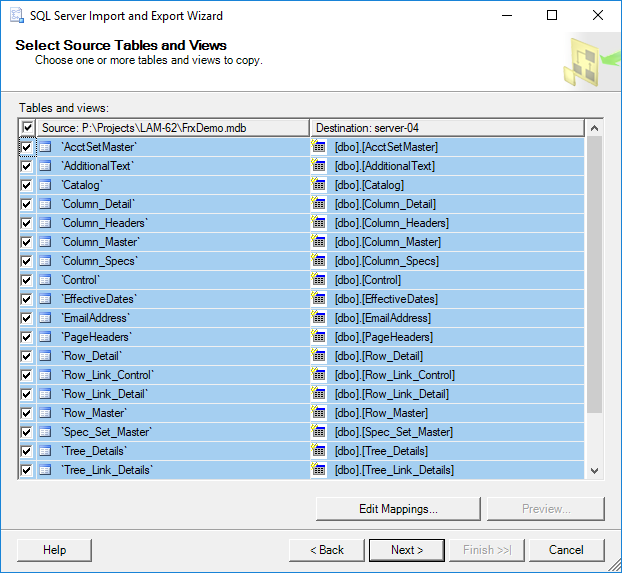 SQL Server Import and Export Wizard
Select Source Tables and Views
Choose one or more tables and views to copy.
Tables and views:
Source: P:\Projects\LAM-62\FrxDemo.mdb Destination: server-04
`AcctSetMaster` [dbo].[AcctSetMaster]
`AdditionalText` [dbo].[AdditionalText]
`Catalog` [dbo].[Catalog]
`Column_Detail` [dbo].[Column_Detail]
`Column_Headers` [dbo].[Column_Headers]
`Column_Master` [dbo].[Column_Master]
`Column_Specs` [dbo].[Column_Specs]
`Control` [dbo].[Control]
`EffectiveDates` [dbo].[EffectiveDates]
`EmailAddress` [dbo].[EmailAddress]
`PageHeaders` [dbo].[PageHeaders]
`Row_Detail` [dbo].[Row_Detail]
`Row_Link_Control` [dbo].[Row_Link_Control]
`Row_Link_Detail` [dbo].[Row_Link_Detail]
`Row_Master` [dbo].[Row_Master]
`Spec_Set_Master` [dbo].[Spec_Set_Master]
`Tree_Details` [dbo].[Tree_Details]
`Tree_Link_Details` [dbo].[Tree_Link_Details]
Edit Mappings... Preview...
Help < Back Next > Finish >>| Cancel